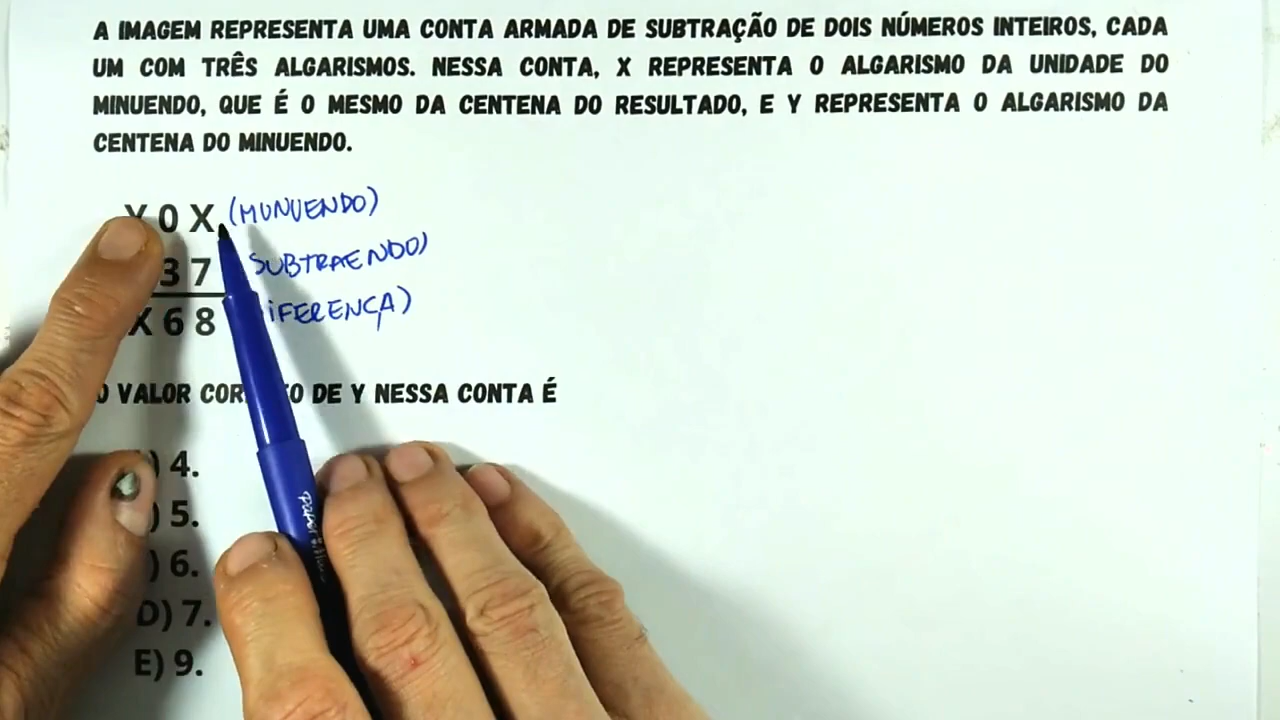 A IMAGEM REPRESENTA UMA CONTA ARMADA DE SUBTRAÇÃO DE DOIS NÚMEROS INTEIROS, CADA
UM COM TRÊS ALGARISMOS. NESSA CONTA, X REPRESENTA O ALGARISMO DA UNIDADE DO
MINUENDO, QUE É O MESMO DA CENTENA DO RESULTADO, E Y REPRESENTA O ALGARISMO DA
CENTENA DO MINUENDO.
Y 0 X (MUNUENDO)
3 7 SUBTRAENDO)
X 6 8 IFERENÇA)
O VALOR DE Y NESSA CONTA É
) 4.
) 5.
) 6.
D) 7.
E) 9.